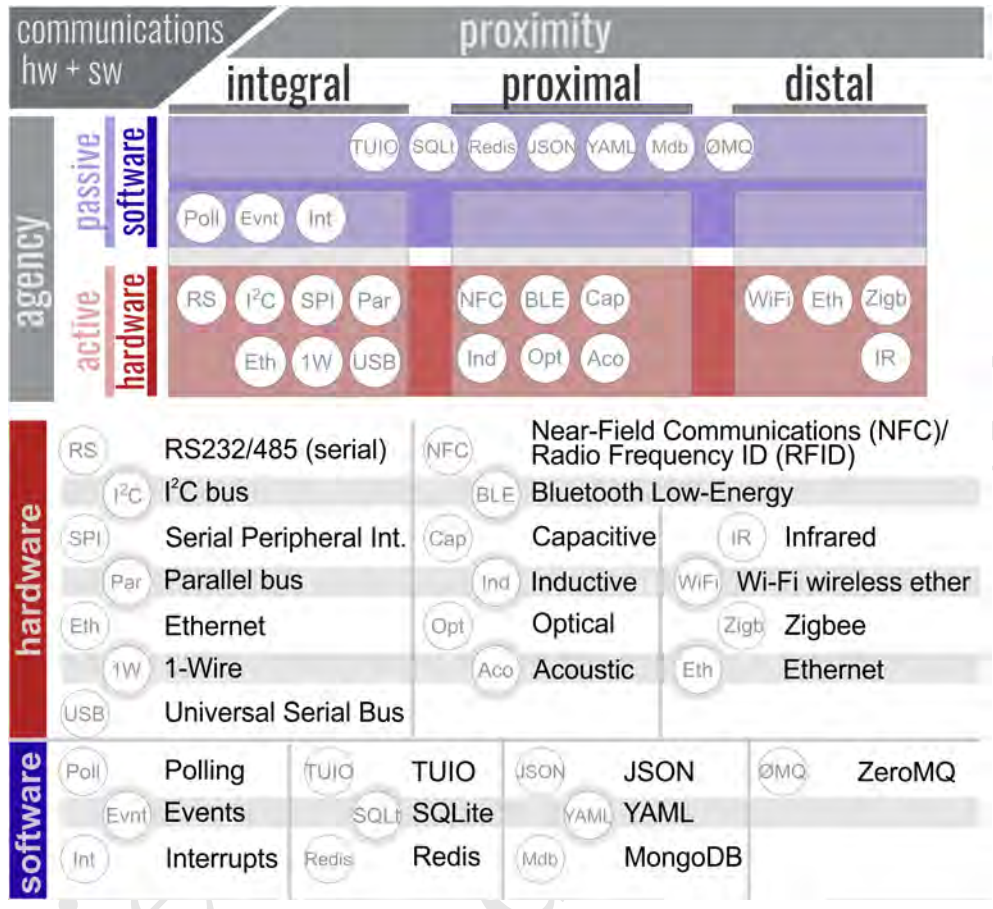 communications
hw + sw
proximity
integral proximal distal
agency
passive
software
TUIO SQLt Redis JSON YAML Mdb ØMQ
Poll Evnt Int
active
hardware
RS I²C SPI Par NFC BLE Cap WiFi Eth Zigb
Eth 1W USB Ind Opt Aco IR
hardware
RS RS232/485 (serial) NFC Near-Field Communications (NFC)/
Radio Frequency ID (RFID)
I²C I²C bus BLE Bluetooth Low-Energy
SPI Serial Peripheral Int. Cap Capacitive IR Infrared
Par Parallel bus Ind Inductive WiFi Wi-Fi wireless ether
Eth Ethernet Opt Optical Zigb Zigbee
1W 1-Wire Aco Acoustic Eth Ethernet
USB Universal Serial Bus
software
Poll Polling TUIO TUIO JSON JSON ØMQ ZeroMQ
Evnt Events SQLt SQLite YAML YAML
Int Interrupts Redis Redis Mdb MongoDB